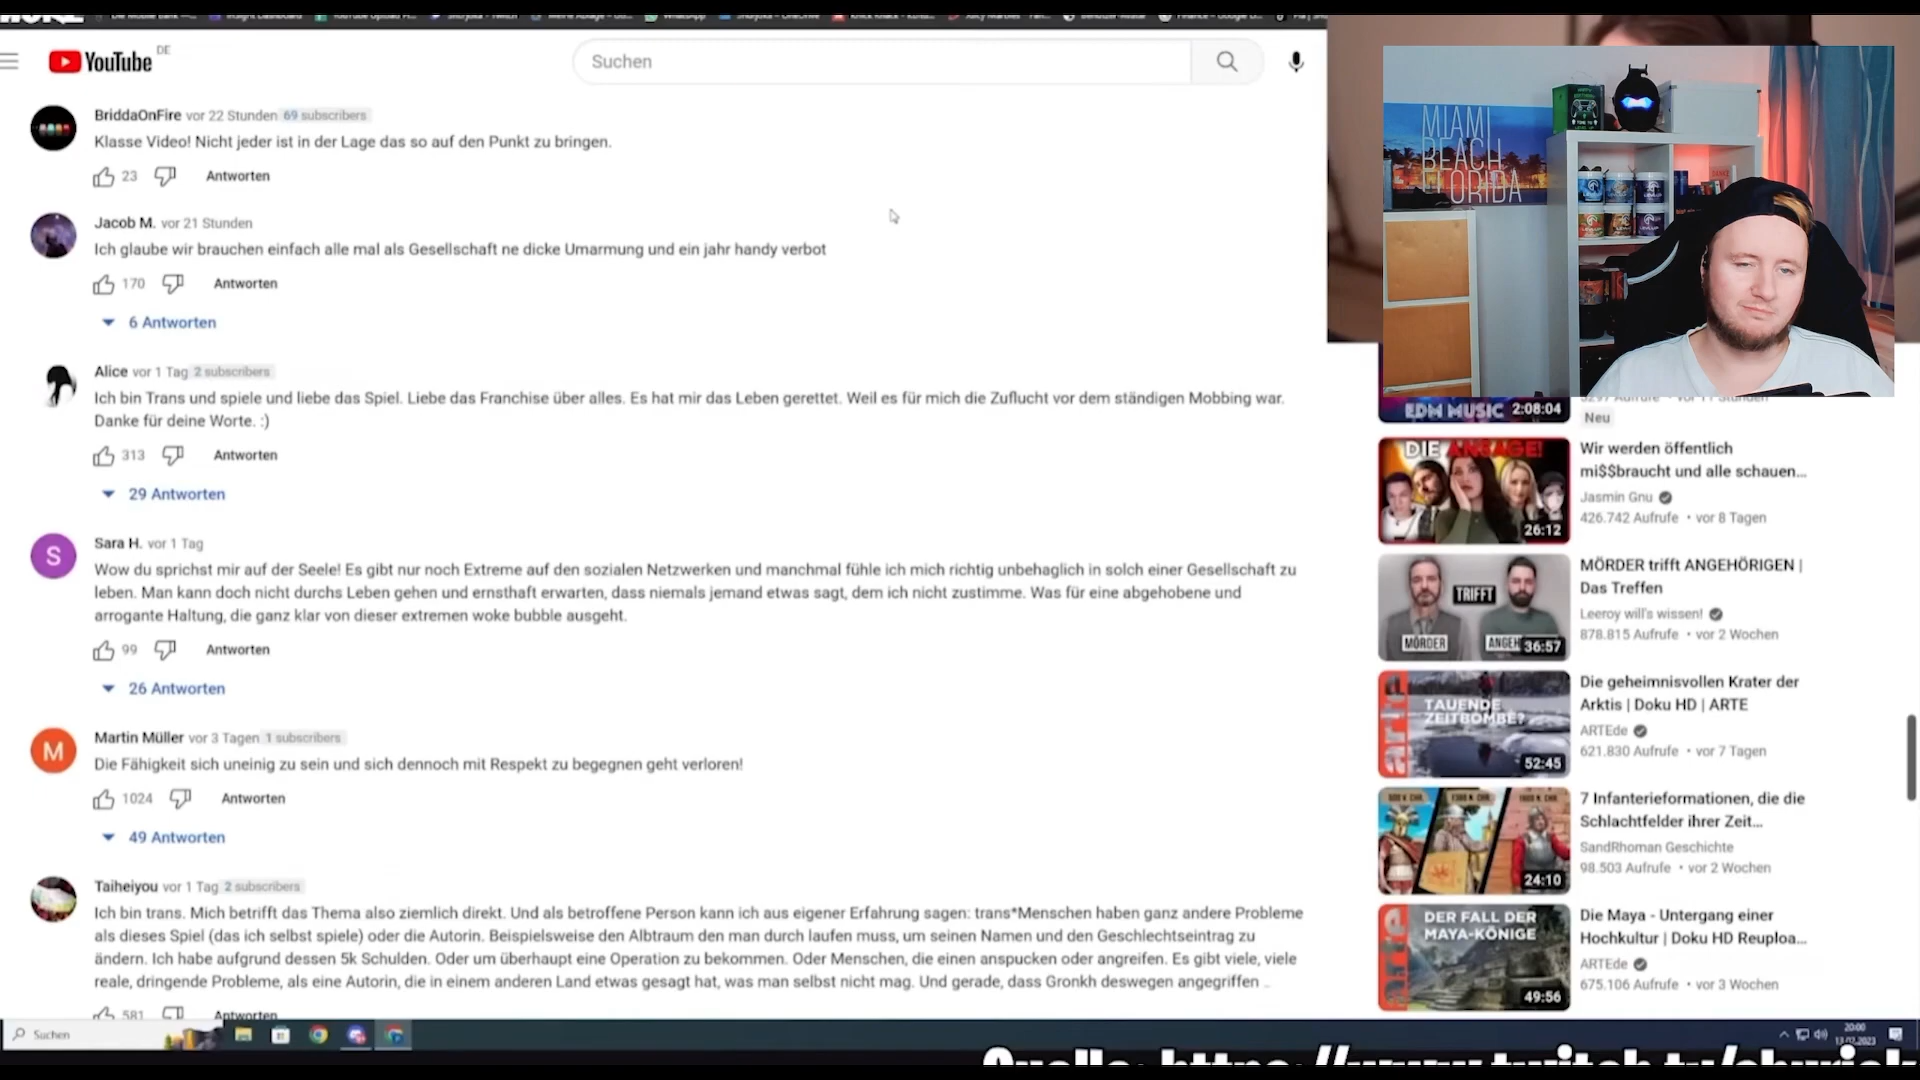 YouTube DE
Suchen
BriddaOnFire vor 22 Stunden 69 subscribers
Klasse Video! Nicht jeder ist in der Lage das so auf den Punkt zu bringen.
23 Antworten
Jacob M. vor 21 Stunden
Ich glaube wir brauchen einfach alle mal als Gesellschaft ne dicke Umarmung und ein jahr handy verbot
170 Antworten
6 Antworten
Alice vor 1 Tag 2 subscribers
Ich bin Trans und spiele und liebe das Spiel. Liebe das Franchise über alles. Es hat mir das Leben gerettet. Weil es für mich die Zuflucht vor dem ständigen Mobbing war.
Danke für deine Worte. :)
313 Antworten
29 Antworten
S
Sara H. vor 1 Tag
Wow du sprichst mir auf der Seele! Es gibt nur noch Extreme auf den sozialen Netzwerken und manchmal fühle ich mich richtig unbehaglich in solch einer Gesellschaft zu
leben. Man kann doch nicht durchs Leben gehen und ernsthaft erwarten, dass niemals jemand etwas sagt, dem ich nicht zustimme. Was für eine abgehobene und
arrogante Haltung, die ganz klar von dieser extremen woke bubble ausgeht.
99 Antworten
26 Antworten
M
Martin Müller vor 3 Tagen 1 subscribers
Die Fähigkeit sich uneinig zu sein und sich dennoch mit Respekt zu begegnen geht verloren!
1024 Antworten
49 Antworten
Taiheiyou vor 1 Tag 2 subscribers
Ich bin trans. Mich betrifft das Thema also ziemlich direkt. Und als betroffene Person kann ich aus eigener Erfahrung sagen: trans*Menschen haben ganz andere Probleme
als dieses Spiel (das ich selbst spiele) oder die Autorin. Beispielsweise den Albtraum den man durch laufen muss, um seinen Namen und den Geschlechtseintrag zu
ändern. Ich habe aufgrund dessen 5k Schulden. Oder um überhaupt eine Operation zu bekommen. Oder Menschen, die einen anspucken oder angreifen. Es gibt viele, viele
reale, dringende Probleme, als eine Autorin, die in einem anderen Land etwas gesagt hat, was man selbst nicht mag. Und gerade, dass Gronkh deswegen angegriffen ..
581 Antworten
MIAMI
BEACH
FLORIDA
EDM MUSIC 2:08:04
Neu
DIE ANSAGE!
26:12
Wir werden öffentlich
mi$$braucht und alle schauen...
Jasmin Gnu
426.742 Aufrufe • vor 8 Tagen
TRIFFT
MÖRDER
ANGEH 36:57
MÖRDER trifft ANGEHÖRIGEN |
Das Treffen
Leeroy will's wissen!
878.815 Aufrufe • vor 2 Wochen
arte
TAUENDE
ZEITBOMBE?
52:45
Die geheimnisvollen Krater der
Arktis | Doku HD | ARTE
ARTEde
621.830 Aufrufe • vor 7 Tagen
24:10
7 Infanterieformationen, die die
Schlachtfelder ihrer Zeit...
SandRhoman Geschichte
98.503 Aufrufe • vor 2 Wochen
arte
DER FALL DER
MAYA-KÖNIGE
49:56
Die Maya - Untergang einer
Hochkultur | Doku HD Reuploa...
ARTEde
675.106 Aufrufe • vor 3 Wochen
Suchen
20:00
13.02.2023
Quelle: https://www.twitch.tv/shurjok